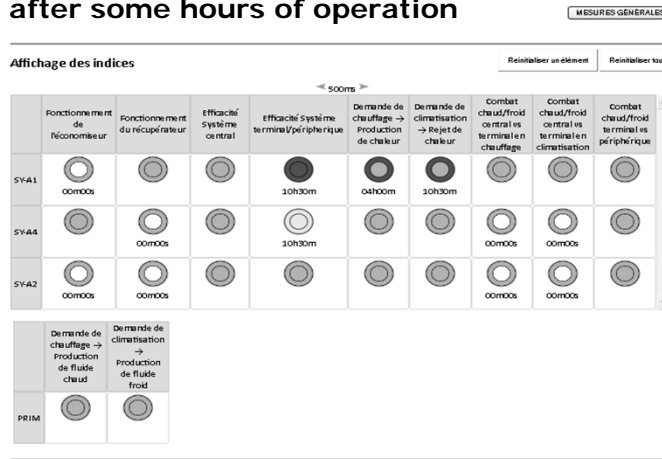 after some hours of operation
MESURES GÉNÉRALES
Affichage des indices
Reinitialiser un élément
Reinitialiser tou
500ms
Fonctionnement
de
l'économiseur
Fonctionnement
du récupérateur
Efficacité
Système
central
Efficacité Système
terminal/péripherique
Demande de
chauffage →
Production
de chaleur
Demande de
climatisation
→ Rejet de
chaleur
Combat
chaud/froid
central vs
terminal en
chauffage
Combat
chaud/froid
central vs
terminal en
climatisation
Combat
chaud/froid
terminal vs
périphérique
SY-A1
00m00s
10h30m
04h00m
10h30m
SY-A4
00m00s
10h30m
00m00s
00m00s
SY-A2
00m00s
00m00s
00m00s
00m00s
Demande de
chauffage →
Production
de fluide
chaud
Demande de
climatisation
→
Production
de fluide
froid
PRIM